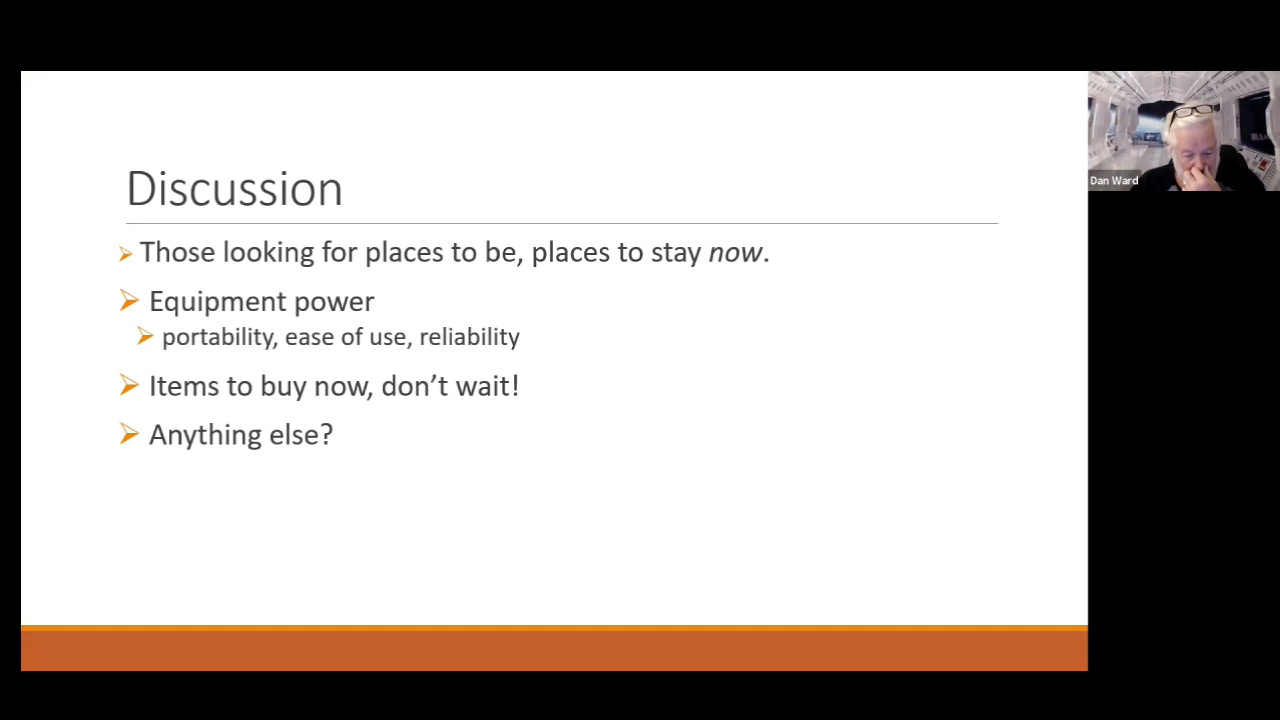 Discussion
Those looking for places to be, places to stay now.
Equipment power
portability, ease of use, reliability
Items to buy now, don’t wait!
Anything else?
Dan Ward